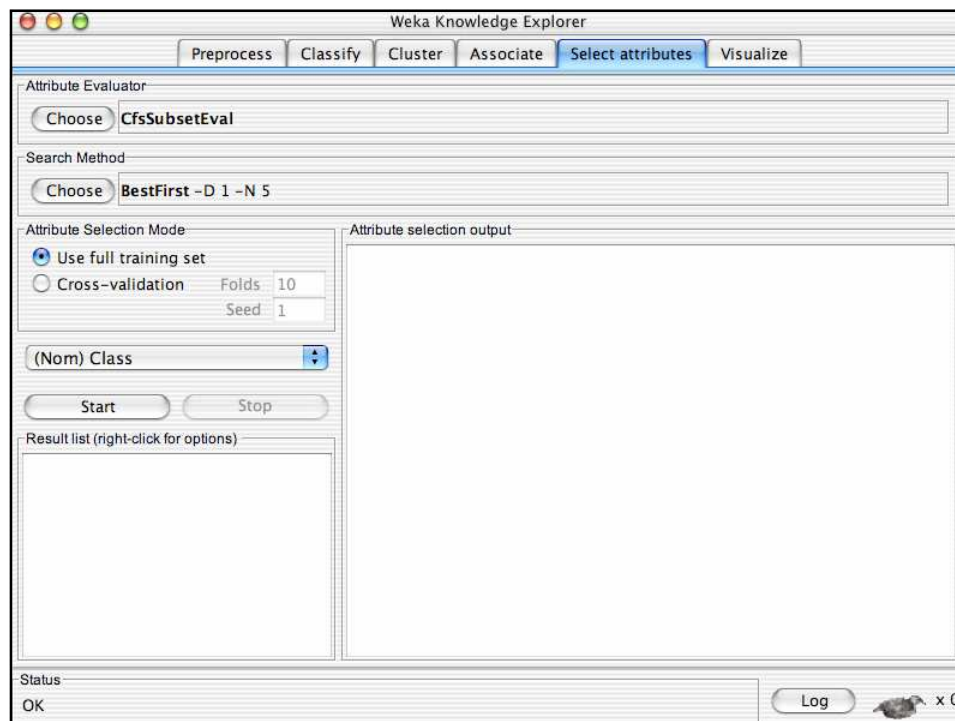 Weka Knowledge Explorer
Preprocess Classify Cluster Associate Select attributes Visualize
Attribute Evaluator
Choose CfsSubsetEval
Search Method
Choose BestFirst -D 1 -N 5
Attribute Selection Mode
Use full training set
Cross-validation Folds 10
Seed 1
(Nom) Class
Start Stop
Result list (right-click for options)
Attribute selection output
Status
OK
Log x